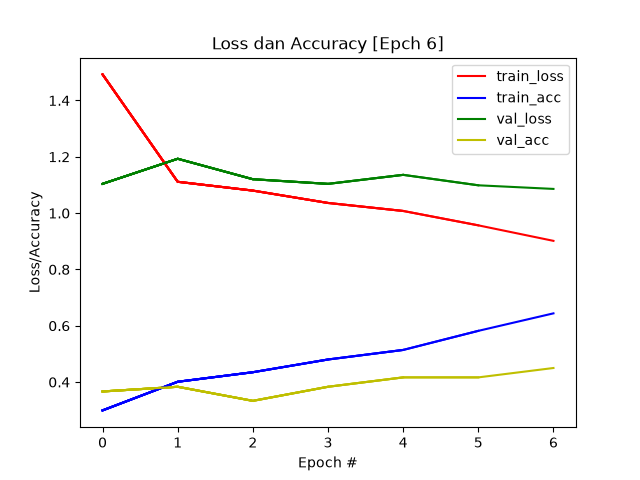 Loss dan Accuracy [Epch 6]
train_loss
train_acc
val_loss
val_acc
1.4
1.2
1.0
0.8
0.6
0.4
Loss/Accuracy
0
1
2
3
4
5
6
Epoch #